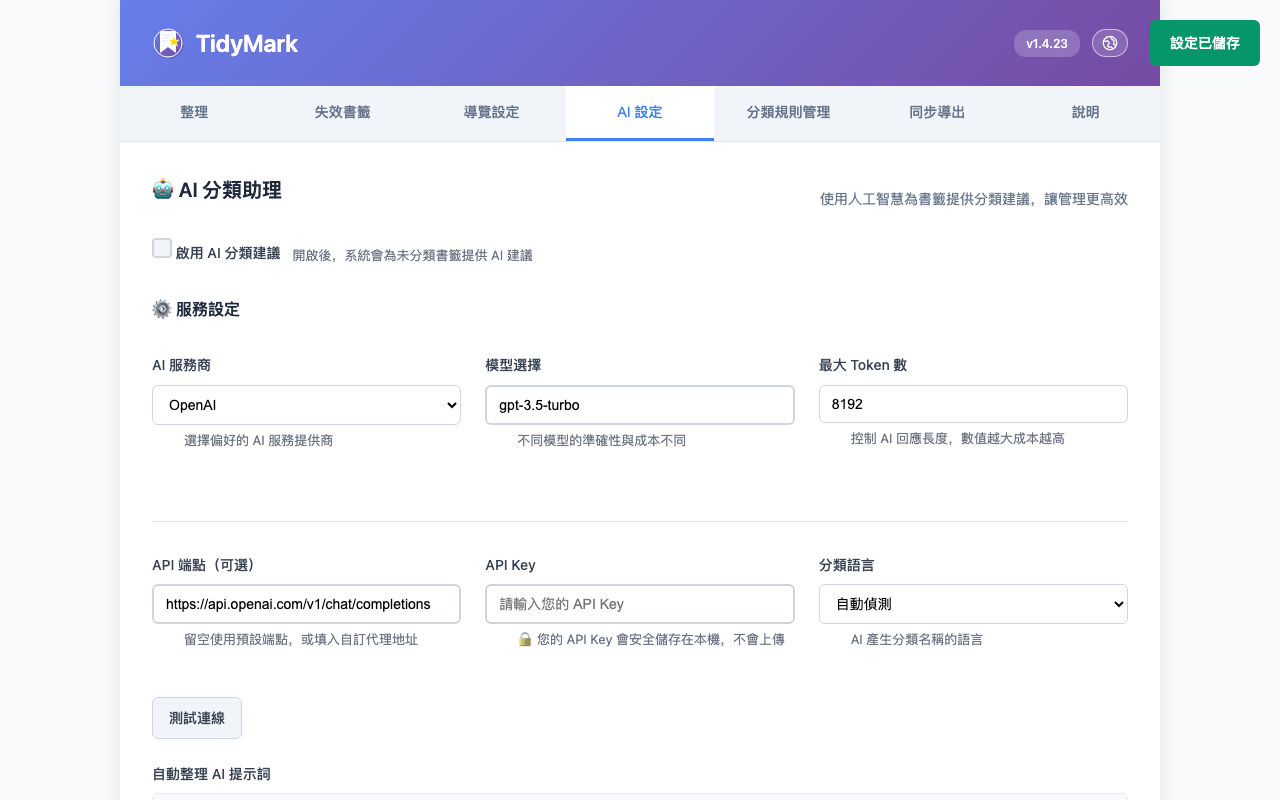 TidyMark
v1.4.23
設定已儲存
整理
失效書籤
導覽設定
AI 設定
分類規則管理
同步導出
說明
AI 分類助理
使用人工智慧為書籤提供分類建議，讓管理更高效
啟用 AI 分類建議
開啟後，系統會為未分類書籤提供 AI 建議
服務設定
AI 服務商
模型選擇
最大 Token 數
OpenAI
gpt-3.5-turbo
8192
選擇偏好的 AI 服務提供商
不同模型的準確性與成本不同
控制 AI 回應長度，數值越大成本越高
API 端點（可選）
API Key
分類語言
https://api.openai.com/v1/chat/completions
請輸入您的 API Key
自動偵測
留空使用預設端點，或填入自訂代理地址
您的 API Key 會安全儲存在本機，不會上傳
AI 產生分類名稱的語言
測試連線
自動整理 AI 提示詞